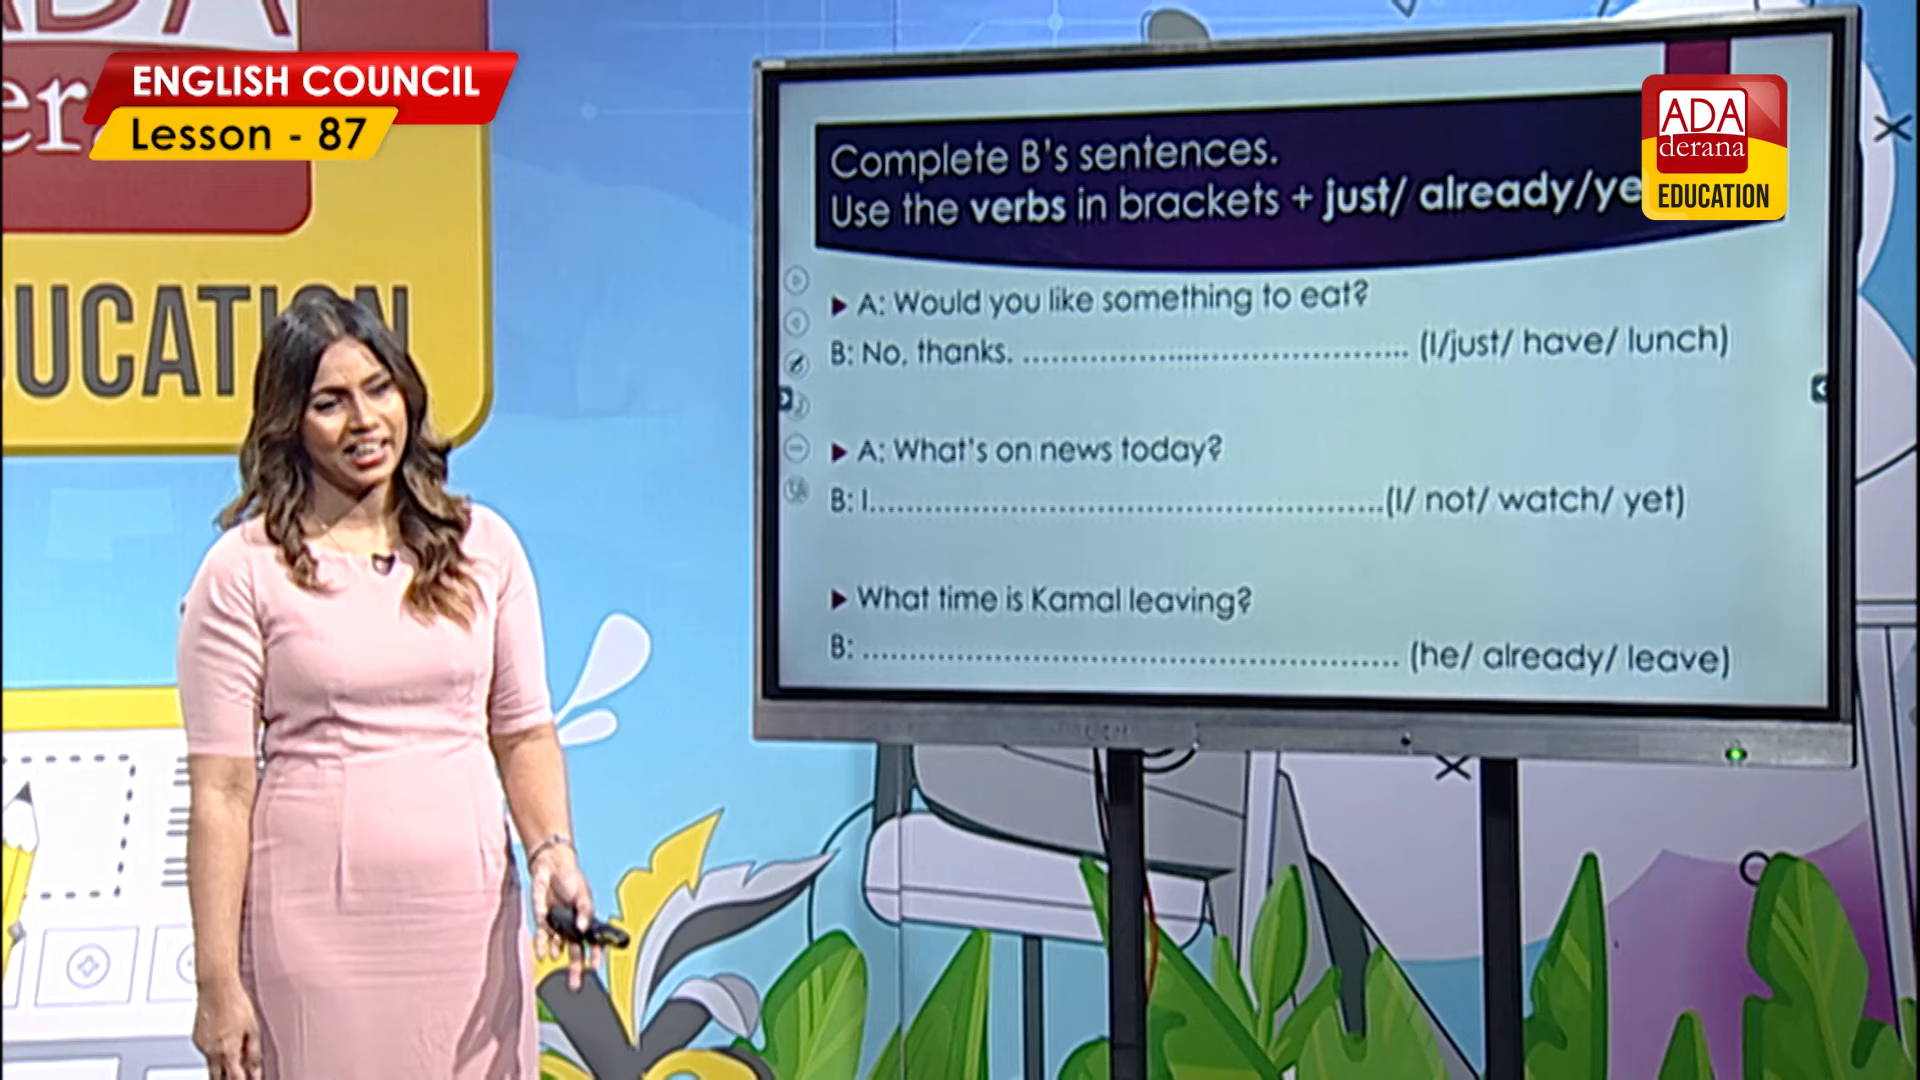 ADA
ENGLISH COUNCIL
Lesson - 87
UCATION
ADA
derana
EDUCATION
Complete B's sentences.
Use the verbs in brackets + just/ already/ye
A: Would you like something to eat?
B: No, thanks. ........................................ (I/just/ have/ lunch)
A: What's on news today?
B: I......................................................(I/ not/ watch/ yet)
What time is Kamal leaving?
B: ........................................................ (he/ already/ leave)